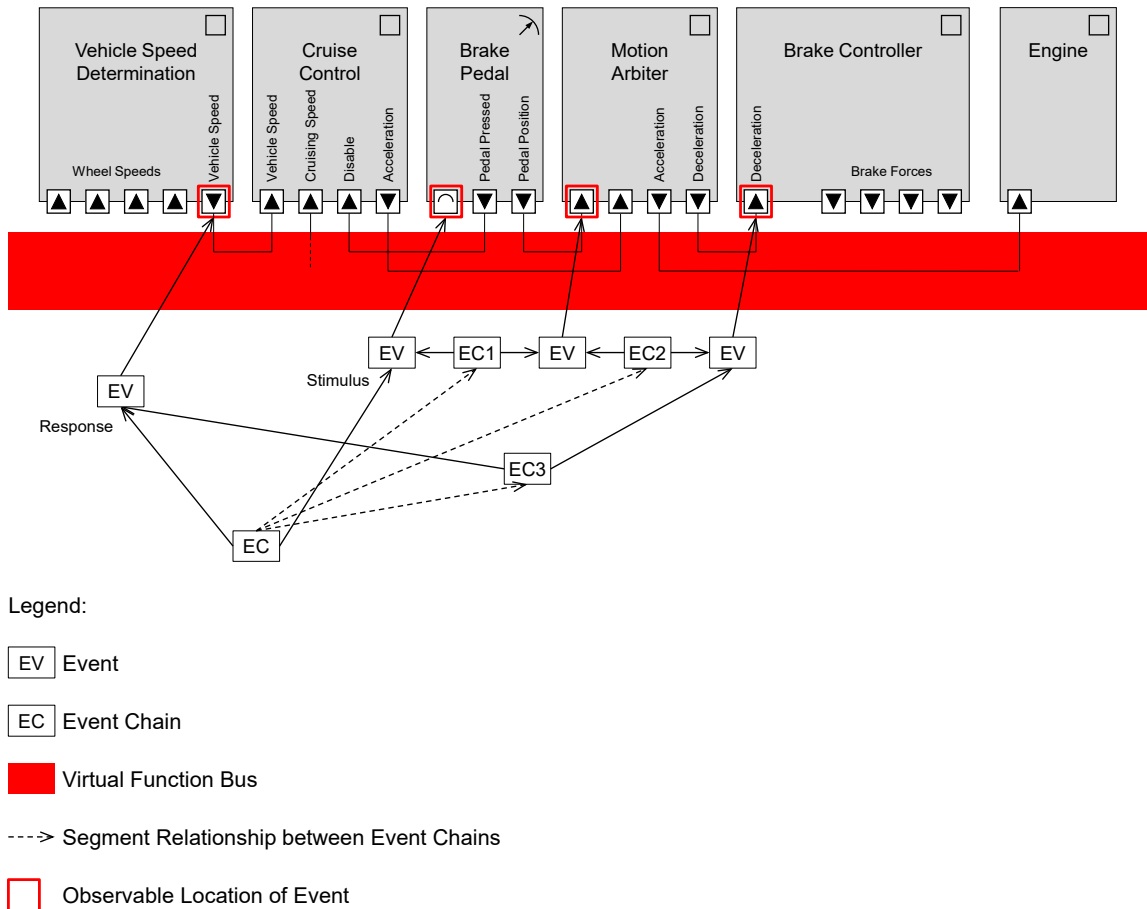 Vehicle Speed
Determination
Cruise
Control
Brake
Pedal
Motion
Arbiter
Brake Controller
Engine
Wheel Speeds
Vehicle Speed
Vehicle Speed
Cruising Speed
Disable
Acceleration
Pedal Pressed
Pedal Position
Acceleration
Deceleration
Deceleration
Brake Forces
EV
EC1
EV
EC2
EV
Stimulus
EV
Response
EC3
EC
Legend:
EV Event
EC Event Chain
Virtual Function Bus
Segment Relationship between Event Chains
Observable Location of Event